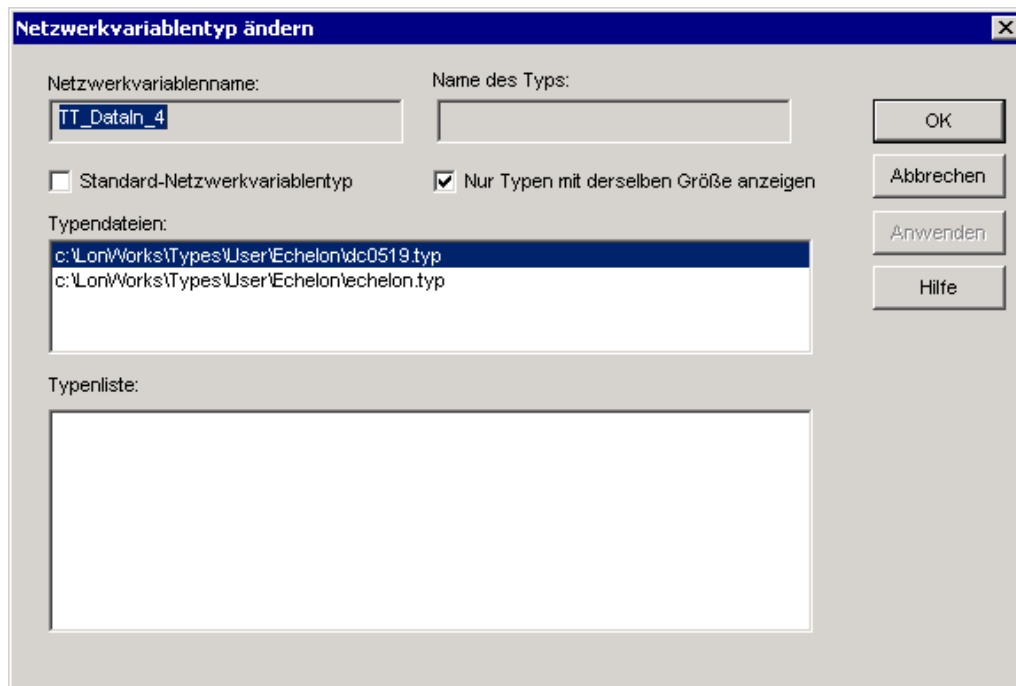 Netzwerkvariablentyp ändern
Netzwerkvariablenname:
Name des Typs:
TT_DataIn_4
OK
Standard-Netzwerkvariablentyp
Nur Typen mit derselben Größe anzeigen
Abbrechen
Typendateien:
Anwenden
c:\LonWorks\Types\User\Echelon\dc0519.typ
c:\LonWorks\Types\User\Echelon\echelon.typ
Hilfe
Typenliste: